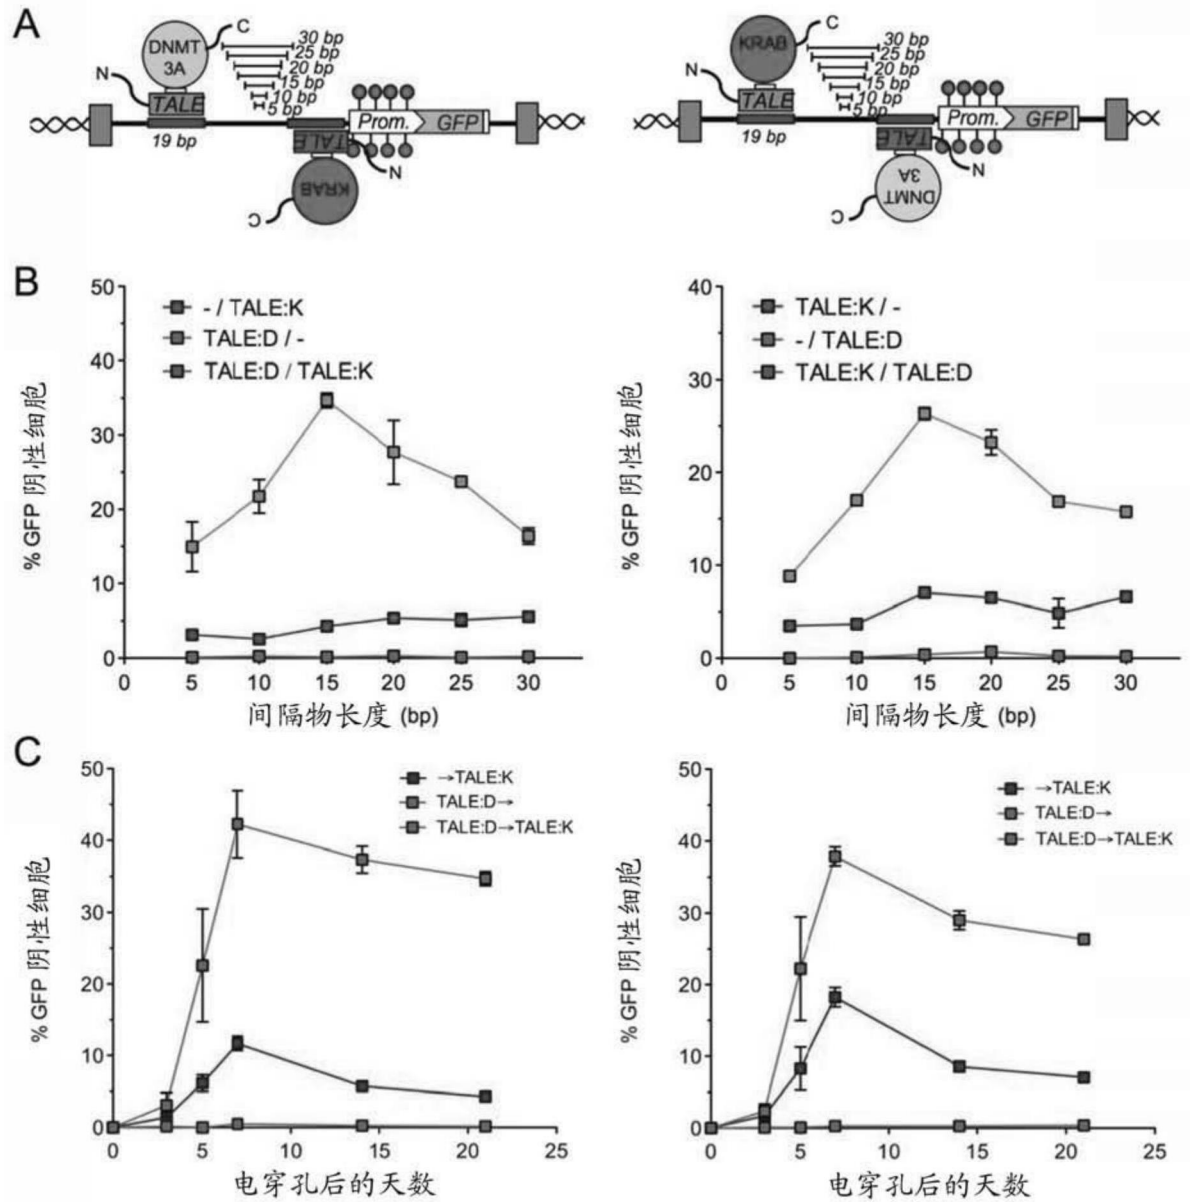 A
DNMT
3A
C
N
TALE
19 bp
30 bp
25 bp
20 bp
15 bp
10 bp
5 bp
Prom.
GFP
TALE
N
KRAB
C
KRAB
C
N
TALE
19 bp
30 bp
25 bp
20 bp
15 bp
10 bp
5 bp
Prom.
GFP
TALE
N
DNMT
3A
C
B
- / TALE:K
TALE:D / -
TALE:D / TALE:K
% GFP 阴性细胞
50
40
30
20
10
0
0 5 10 15 20 25 30
间隔物长度 (bp)
TALE:K / -
- / TALE:D
TALE:K / TALE:D
% GFP 阴性细胞
40
30
20
10
0
0 5 10 15 20 25 30
间隔物长度 (bp)
C
→TALE:K
TALE:D→
TALE:D→TALE:K
% GFP 阴性细胞
50
40
30
20
10
0
0 5 10 15 20 25
电穿孔后的天数
→TALE:K
TALE:D→
TALE:D→TALE:K
% GFP 阴性细胞
50
40
30
20
10
0
0 5 10 15 20 25
电穿孔后的天数